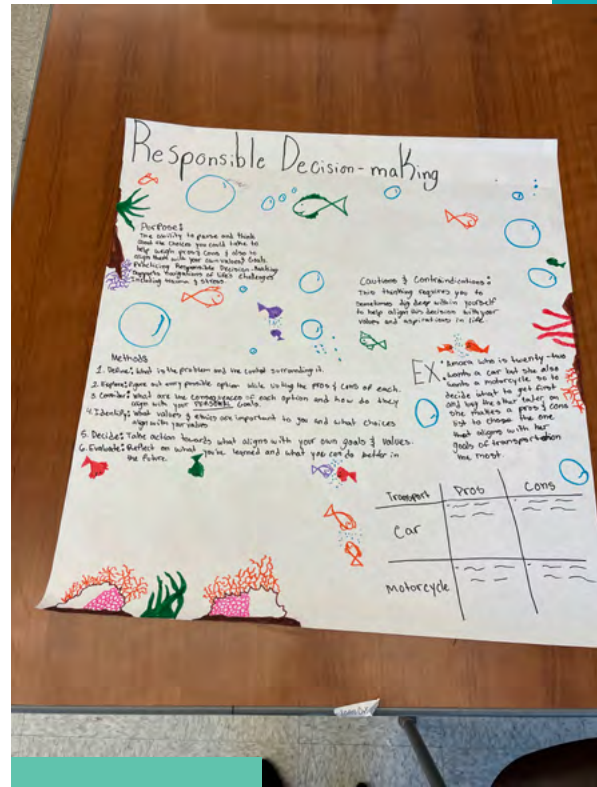 Responsible Decision-making
Purpose:
The ability to pause and think
about the choices you could take to
help weigh pros & cons & also to
align them with your own values & Goals.
Practicing Responsible Decision-Making
supports navigations of life's challenges
including trauma & stress
Cautions & Contraindications:
This thinking requires you to
sometimes dig deep within yourself
to help align this decision with your
values and aspirations in life.
Methods
1. Define: What is the problem and the context surrounding it.
2. Explore: Figure out every possible option while listing the pros & cons of each.
3. Consider: What are the consequences of each option and how do they
align with your personal goals.
4. Identify: What values & ethics are important to you and what choices
align with your values
5. Decide: Take action towards what aligns with your own goals & values.
6. Evaluate: Reflect on what you've learned and what you can do better in
the future.
EX: Amara who is twenty-two
wants a car but she also
wants a motorcycle so to
decide what to get first
and buy the other later on
she makes a pros & cons
list to chose the one
that aligns with her
goals of transportation
the most.
Transport Pros Cons
Car
Motorcycle